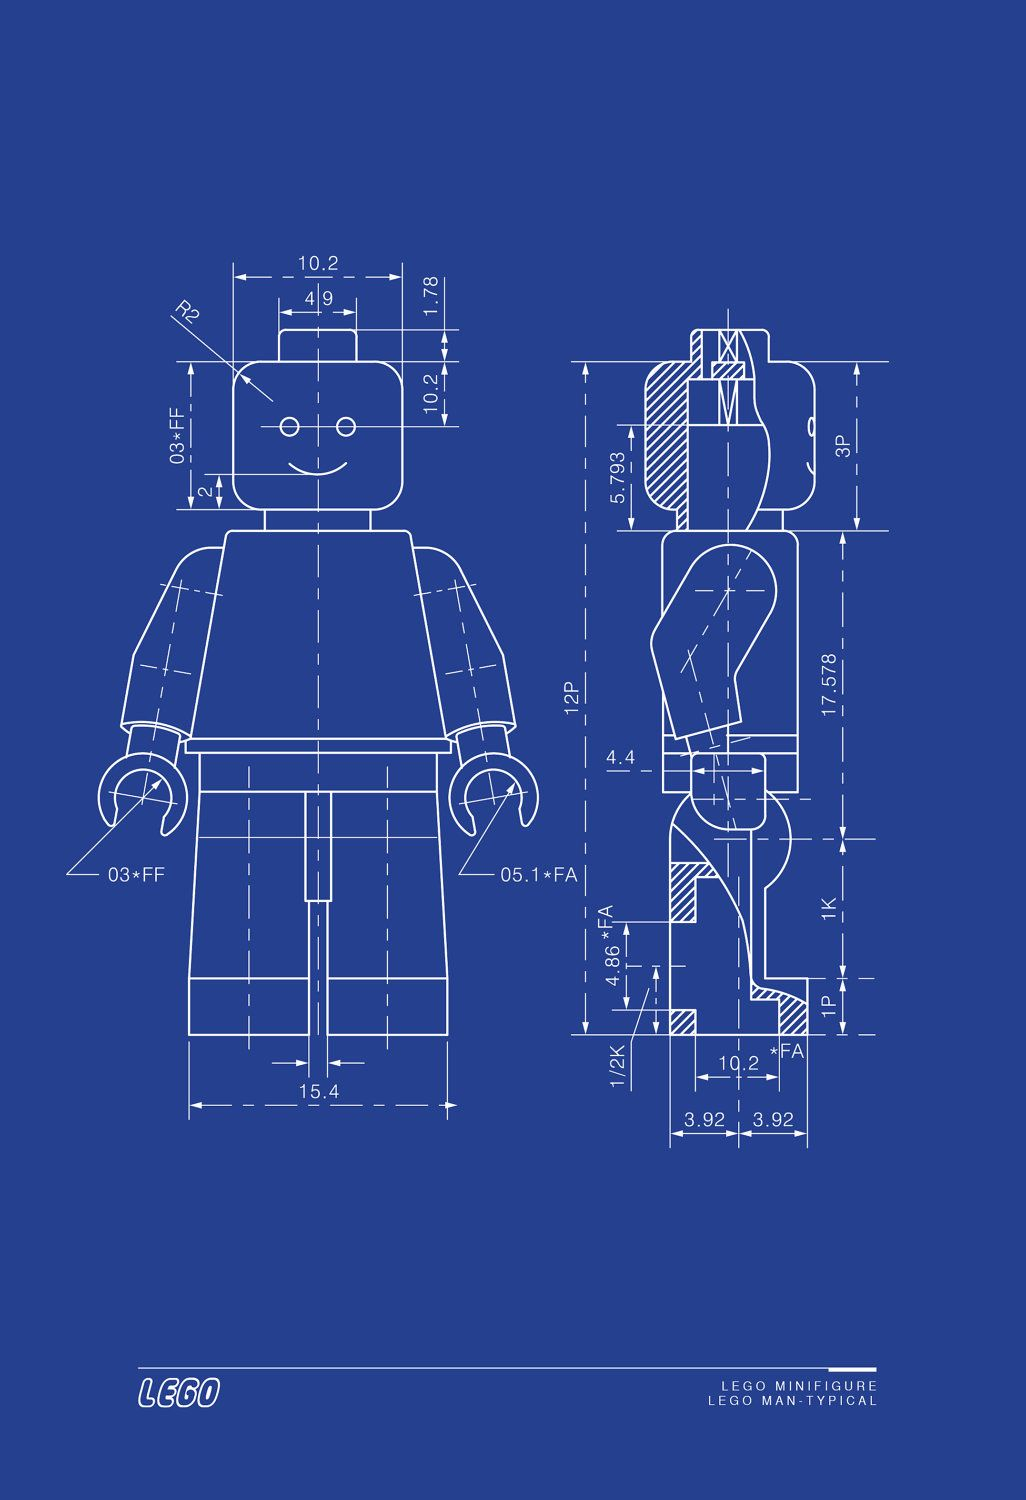 10.2
4.9
1.78
R2
10.2
03*FF
2
03*FF
05.1*FA
15.4
3P
5.793
12P
17.578
4.4
1K
4.86 *FA
1P
1/2K
*FA
10.2
3.92
3.92
LEGO
LEGO MINIFIGURE
LEGO MAN-TYPICAL